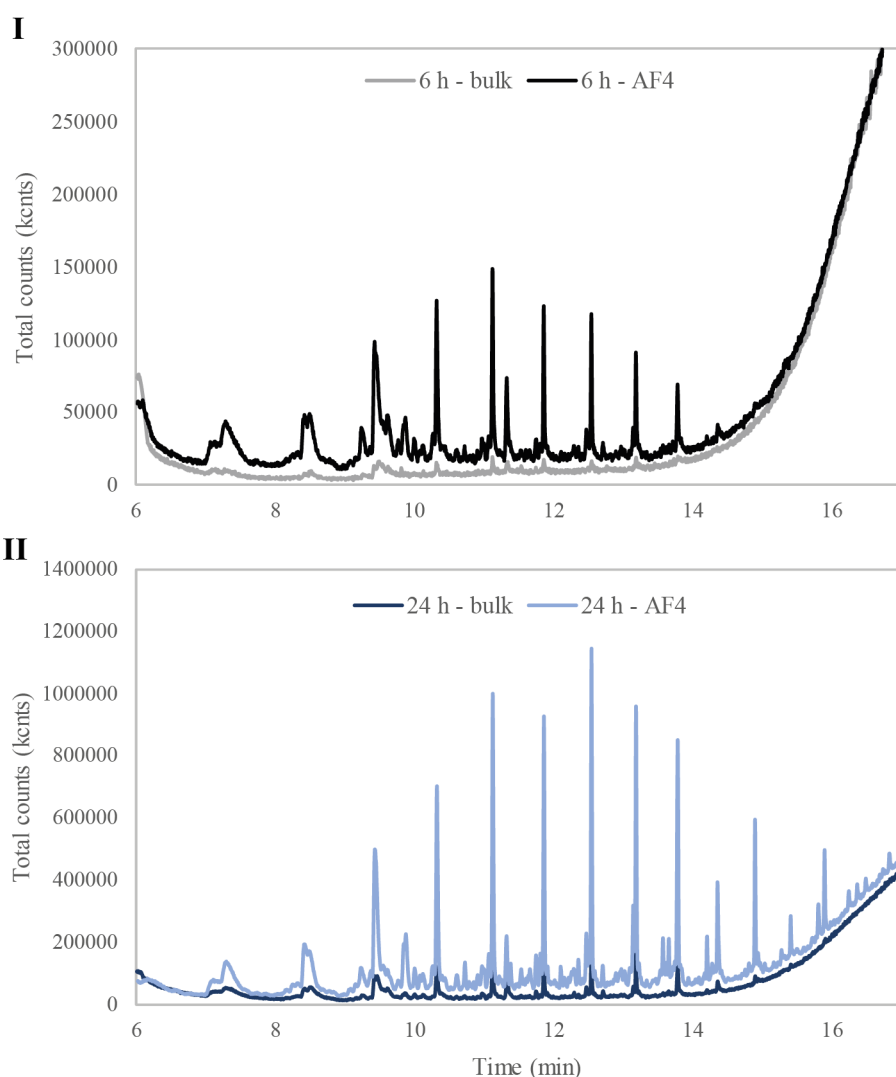 I
300000
6 h - bulk 6 h - AF4
250000
200000
150000
100000
50000
0
Total counts (kcnts)
6 8 10 12 14 16
II
1400000
24 h - bulk 24 h - AF4
1200000
1000000
800000
600000
400000
200000
0
Total counts (kcnts)
6 8 10 12 14 16
Time (min)